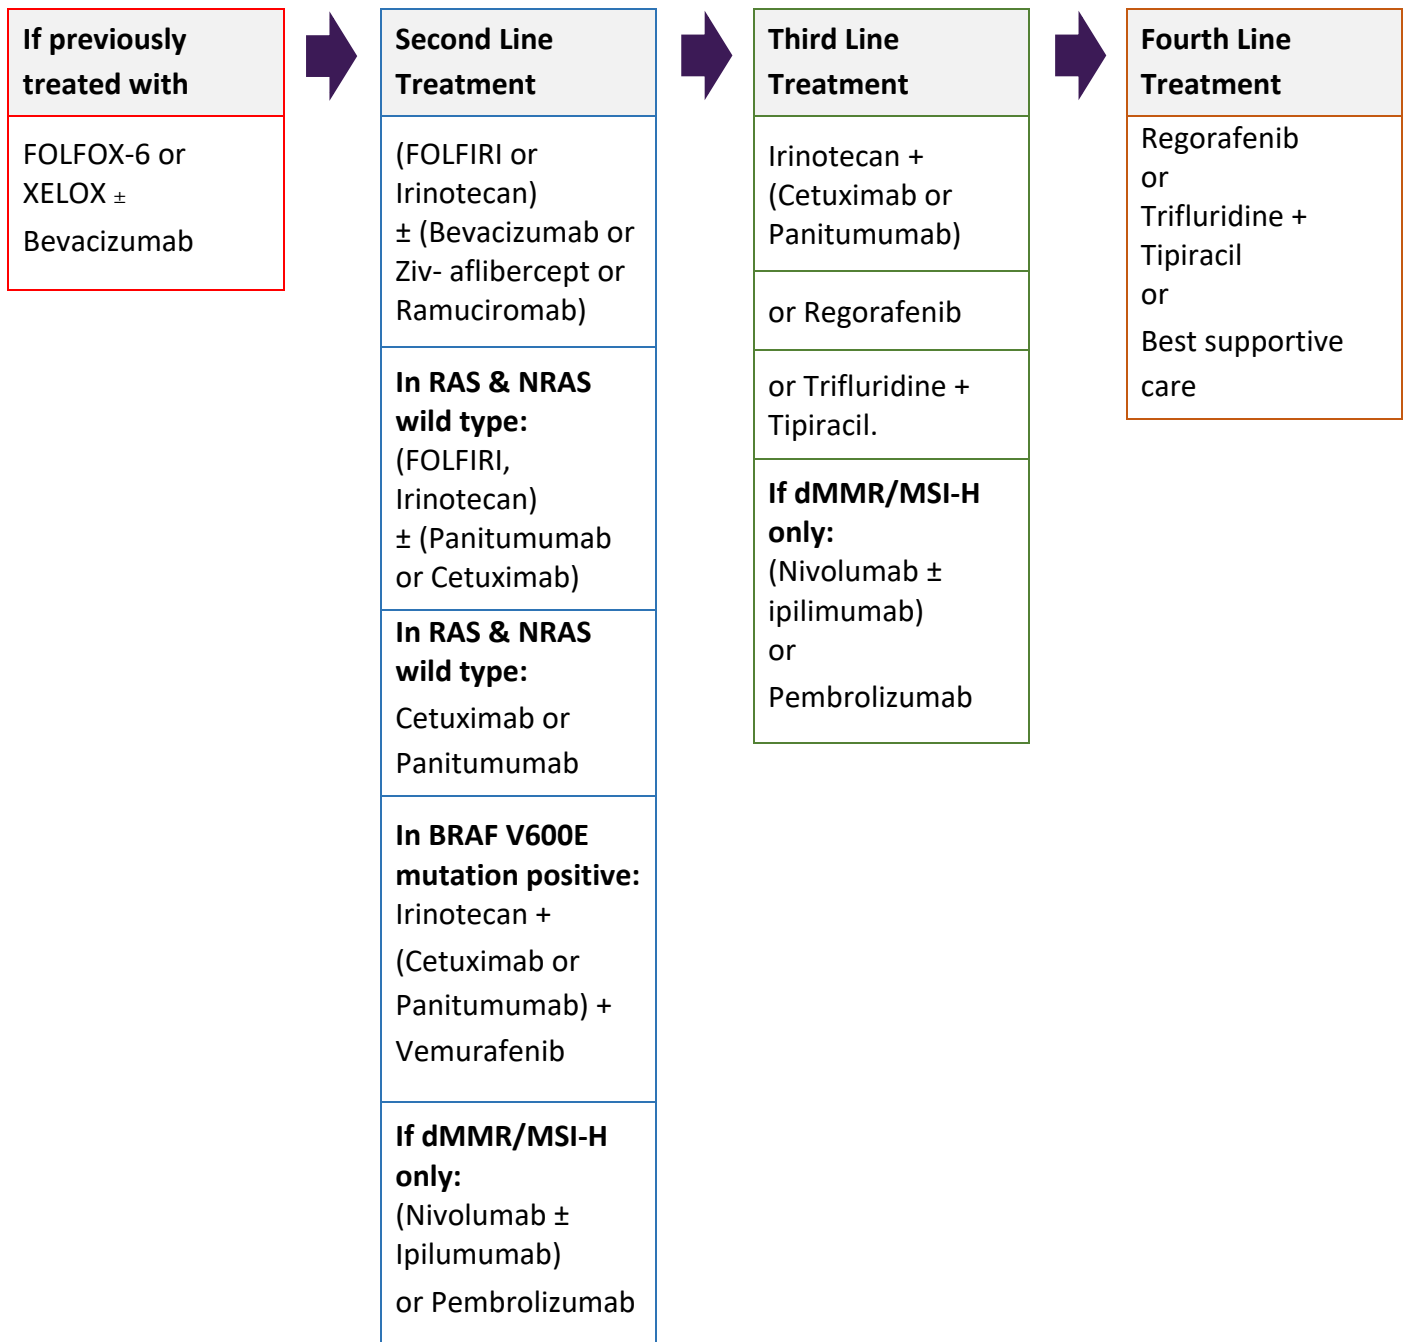 If previously
treated with
FOLFOX-6 or
XELOX ±
Bevacizumab
Second Line
Treatment
(FOLFIRI or
Irinotecan)
± (Bevacizumab or
Ziv- aflibercept or
Ramuciromab)
In RAS & NRAS
wild type:
(FOLFIRI,
Irinotecan)
± (Panitumumab
or Cetuximab)
In RAS & NRAS
wild type:
Cetuximab or
Panitumumab
In BRAF V600E
mutation positive:
Irinotecan +
(Cetuximab or
Panitumumab) +
Vemurafenib
If dMMR/MSI-H
only:
(Nivolumab ±
Ipilumumab)
or Pembrolizumab
Third Line
Treatment
Irinotecan +
(Cetuximab or
Panitumumab)
or Regorafenib
or Trifluridine +
Tipiracil.
If dMMR/MSI-H
only:
(Nivolumab ±
ipilimumab)
or
Pembrolizumab
Fourth Line
Treatment
Regorafenib
or
Trifluridine +
Tipiracil
or
Best supportive
care